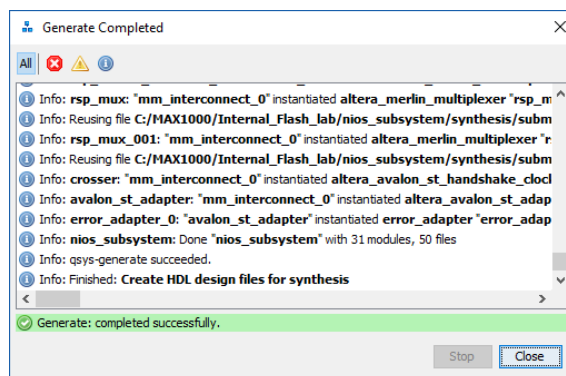 Generate Completed
All
Info: rsp_mux: "mm_interconnect_0" instantiated altera_merlin_multiplexer "rsp_m
Info: Reusing file C:/MAX1000/Internal_Flash_lab/nios_subsystem/synthesis/subm
Info: rsp_mux_001: "mm_interconnect_0" instantiated altera_merlin_multiplexer "r
Info: Reusing file C:/MAX1000/Internal_Flash_lab/nios_subsystem/synthesis/subm
Info: crosser: "mm_interconnect_0" instantiated altera_avalon_st_handshake_clock
Info: avalon_st_adapter: "mm_interconnect_0" instantiated altera_avalon_st_adap
Info: error_adapter_0: "avalon_st_adapter" instantiated error_adapter "error_adap
Info: nios_subsystem: Done "nios_subsystem" with 31 modules, 50 files
Info: qsys-generate succeeded.
Info: Finished: Create HDL design files for synthesis
Generate: completed successfully.
Stop
Close